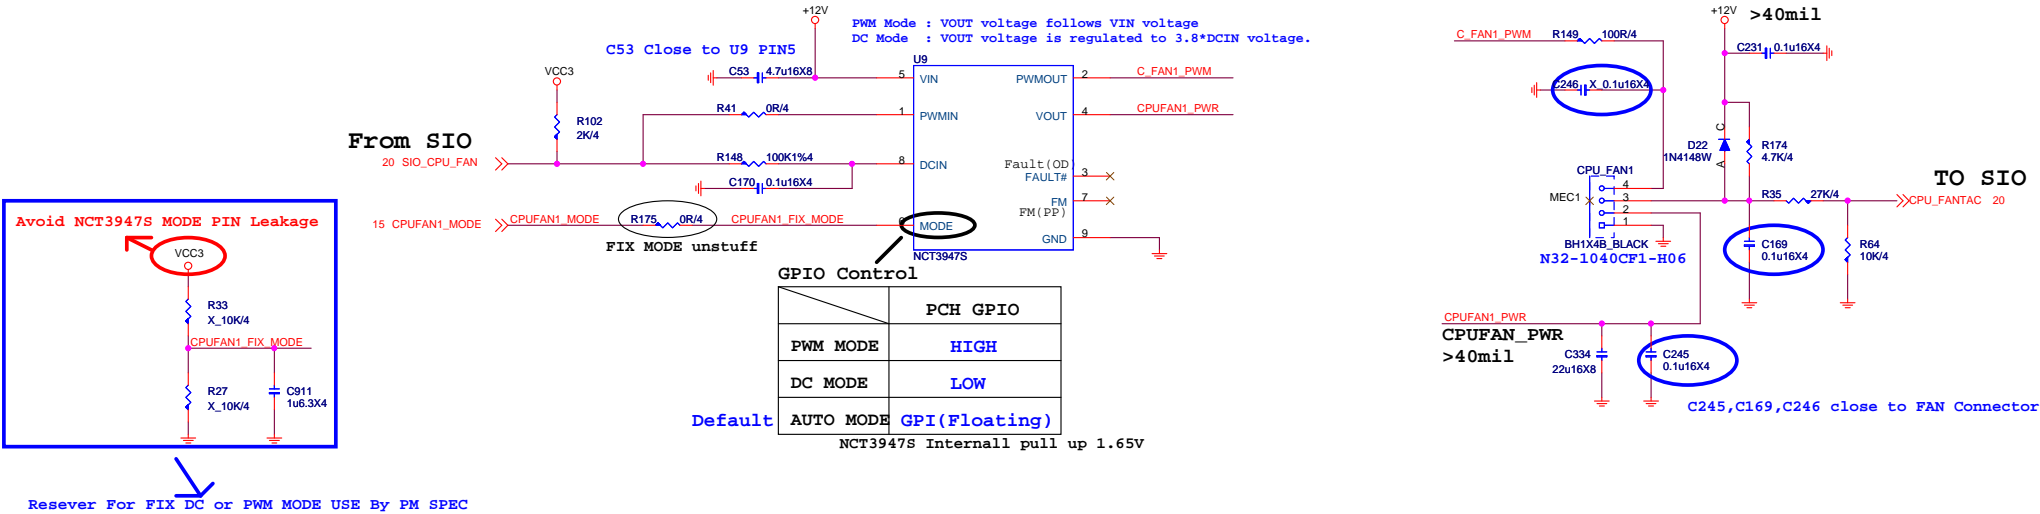 +12V
PWM Mode : VOUT voltage follows VIN voltage
DC Mode : VOUT voltage is regulated to 3.8*DCIN voltage.
C53 Close to U9 PIN5
U9
VCC3
C53 4.7u16X8
5 VIN
PWMOUT 2
C_FAN1_PWM
R41 0R/4
1 PWMIN
VOUT 4
CPUFAN1_PWR
R102
2K/4
From SIO
20 SIO_CPU_FAN
R148 100K1%4
8 DCIN
Fault(OD)
FAULT# 3
C170 0.1u16X4
FM 7
FM(PP)
15 CPUFAN1_MODE
CPUFAN1_MODE
R175 0R/4
CPUFAN1_FIX_MODE
MODE
FIX MODE unstuff
GND 9
NCT3947S
GPIO Control
PCH GPIO
PWM MODE HIGH
DC MODE LOW
Default AUTO MODE GPI(Floating)
NCT3947S Internall pull up 1.65V
Avoid NCT3947S MODE PIN Leakage
VCC3
R33
X_10K/4
CPUFAN1_FIX_MODE
R27
X_10K/4
C911
1u6.3X4
Resever For FIX DC or PWM MODE USE By PM SPEC
+12V >40mil
C_FAN1_PWM
R149 100R/4
C231 0.1u16X4
C246 X_0.1u16X4
C
D22
1N4148W
A
R174
4.7K/4
CPU_FAN1
MEC1
4
3
2
1
BH1X4B_BLACK
N32-1040CF1-H06
R35 27K/4
TO SIO
CPU_FANTAC 20
C169
0.1u16X4
R64
10K/4
CPUFAN1_PWR
CPUFAN_PWR
>40mil
C334
22u16X8
C245
0.1u16X4
C245,C169,C246 close to FAN Connector